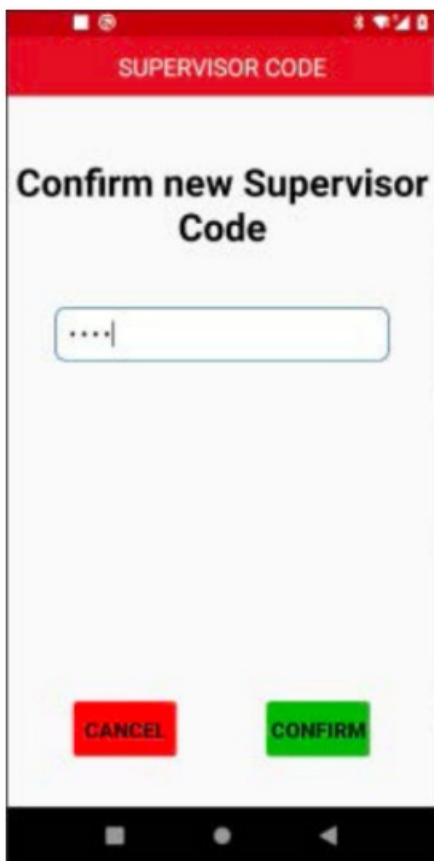 SUPERVISOR CODE
Confirm new Supervisor
Code
····
CANCEL
CONFIRM